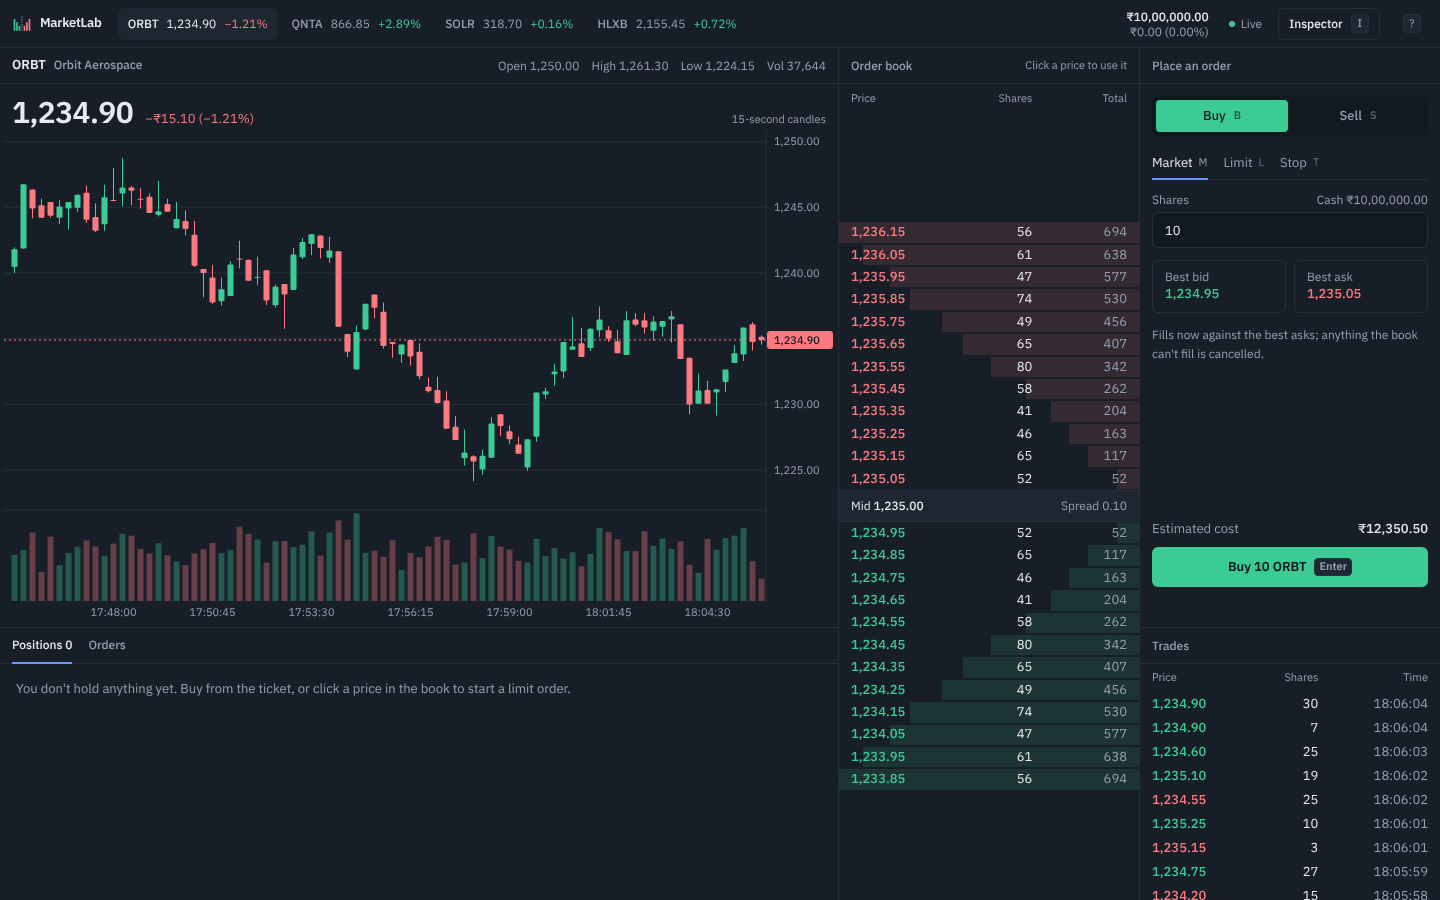 MarketLab
ORBT 1,234.90 −1.21%
QNTA 866.85 +2.89%
SOLR 318.70 +0.16%
HLXB 2,155.45 +0.72%
₹10,00,000.00
₹0.00 (0.00%)
Live
Inspector I
?
ORBT Orbit Aerospace
Open 1,250.00 High 1,261.30 Low 1,224.15 Vol 37,644
1,234.90 −₹15.10 (−1.21%)
15-second candles
1,250.00
1,245.00
1,240.00
1,234.90
1,230.00
1,225.00
17:48:00 17:50:45 17:53:30 17:56:15 17:59:00 18:01:45 18:04:30
Positions 0 Orders
You don't hold anything yet. Buy from the ticket, or click a price in the book to start a limit order.
Order book Click a price to use it
Price Shares Total
1,236.15 56 694
1,236.05 61 638
1,235.95 47 577
1,235.85 74 530
1,235.75 49 456
1,235.65 65 407
1,235.55 80 342
1,235.45 58 262
1,235.35 41 204
1,235.25 46 163
1,235.15 65 117
1,235.05 52 52
Mid 1,235.00 Spread 0.10
1,234.95 52 52
1,234.85 65 117
1,234.75 46 163
1,234.65 41 204
1,234.55 58 262
1,234.45 80 342
1,234.35 65 407
1,234.25 49 456
1,234.15 74 530
1,234.05 47 577
1,233.95 61 638
1,233.85 56 694
Place an order
Buy B Sell S
Market M Limit L Stop T
Shares Cash ₹10,00,000.00
10
Best bid
1,234.95
Best ask
1,235.05
Fills now against the best asks; anything the book
can't fill is cancelled.
Estimated cost ₹12,350.50
Buy 10 ORBT Enter
Trades
Price Shares Time
1,234.90 30 18:06:04
1,234.90 7 18:06:04
1,234.60 25 18:06:03
1,235.10 19 18:06:02
1,234.55 25 18:06:02
1,235.25 10 18:06:01
1,235.15 3 18:06:01
1,234.75 27 18:05:59
1,234.20 15 18:05:58